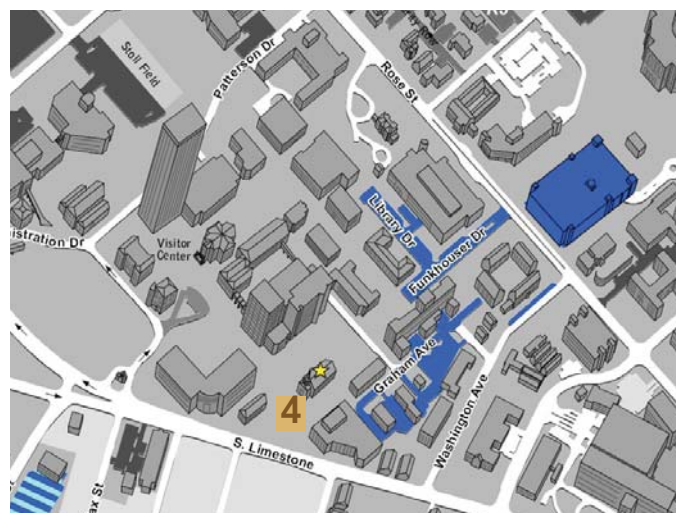 Stoll Field
Patterson Dr
Rose St.
istration Dr
Visitor
Center
Library Dr
Funkhouser Dr
Graham Ave
Washington Ave
4
S. Limestone
ax St